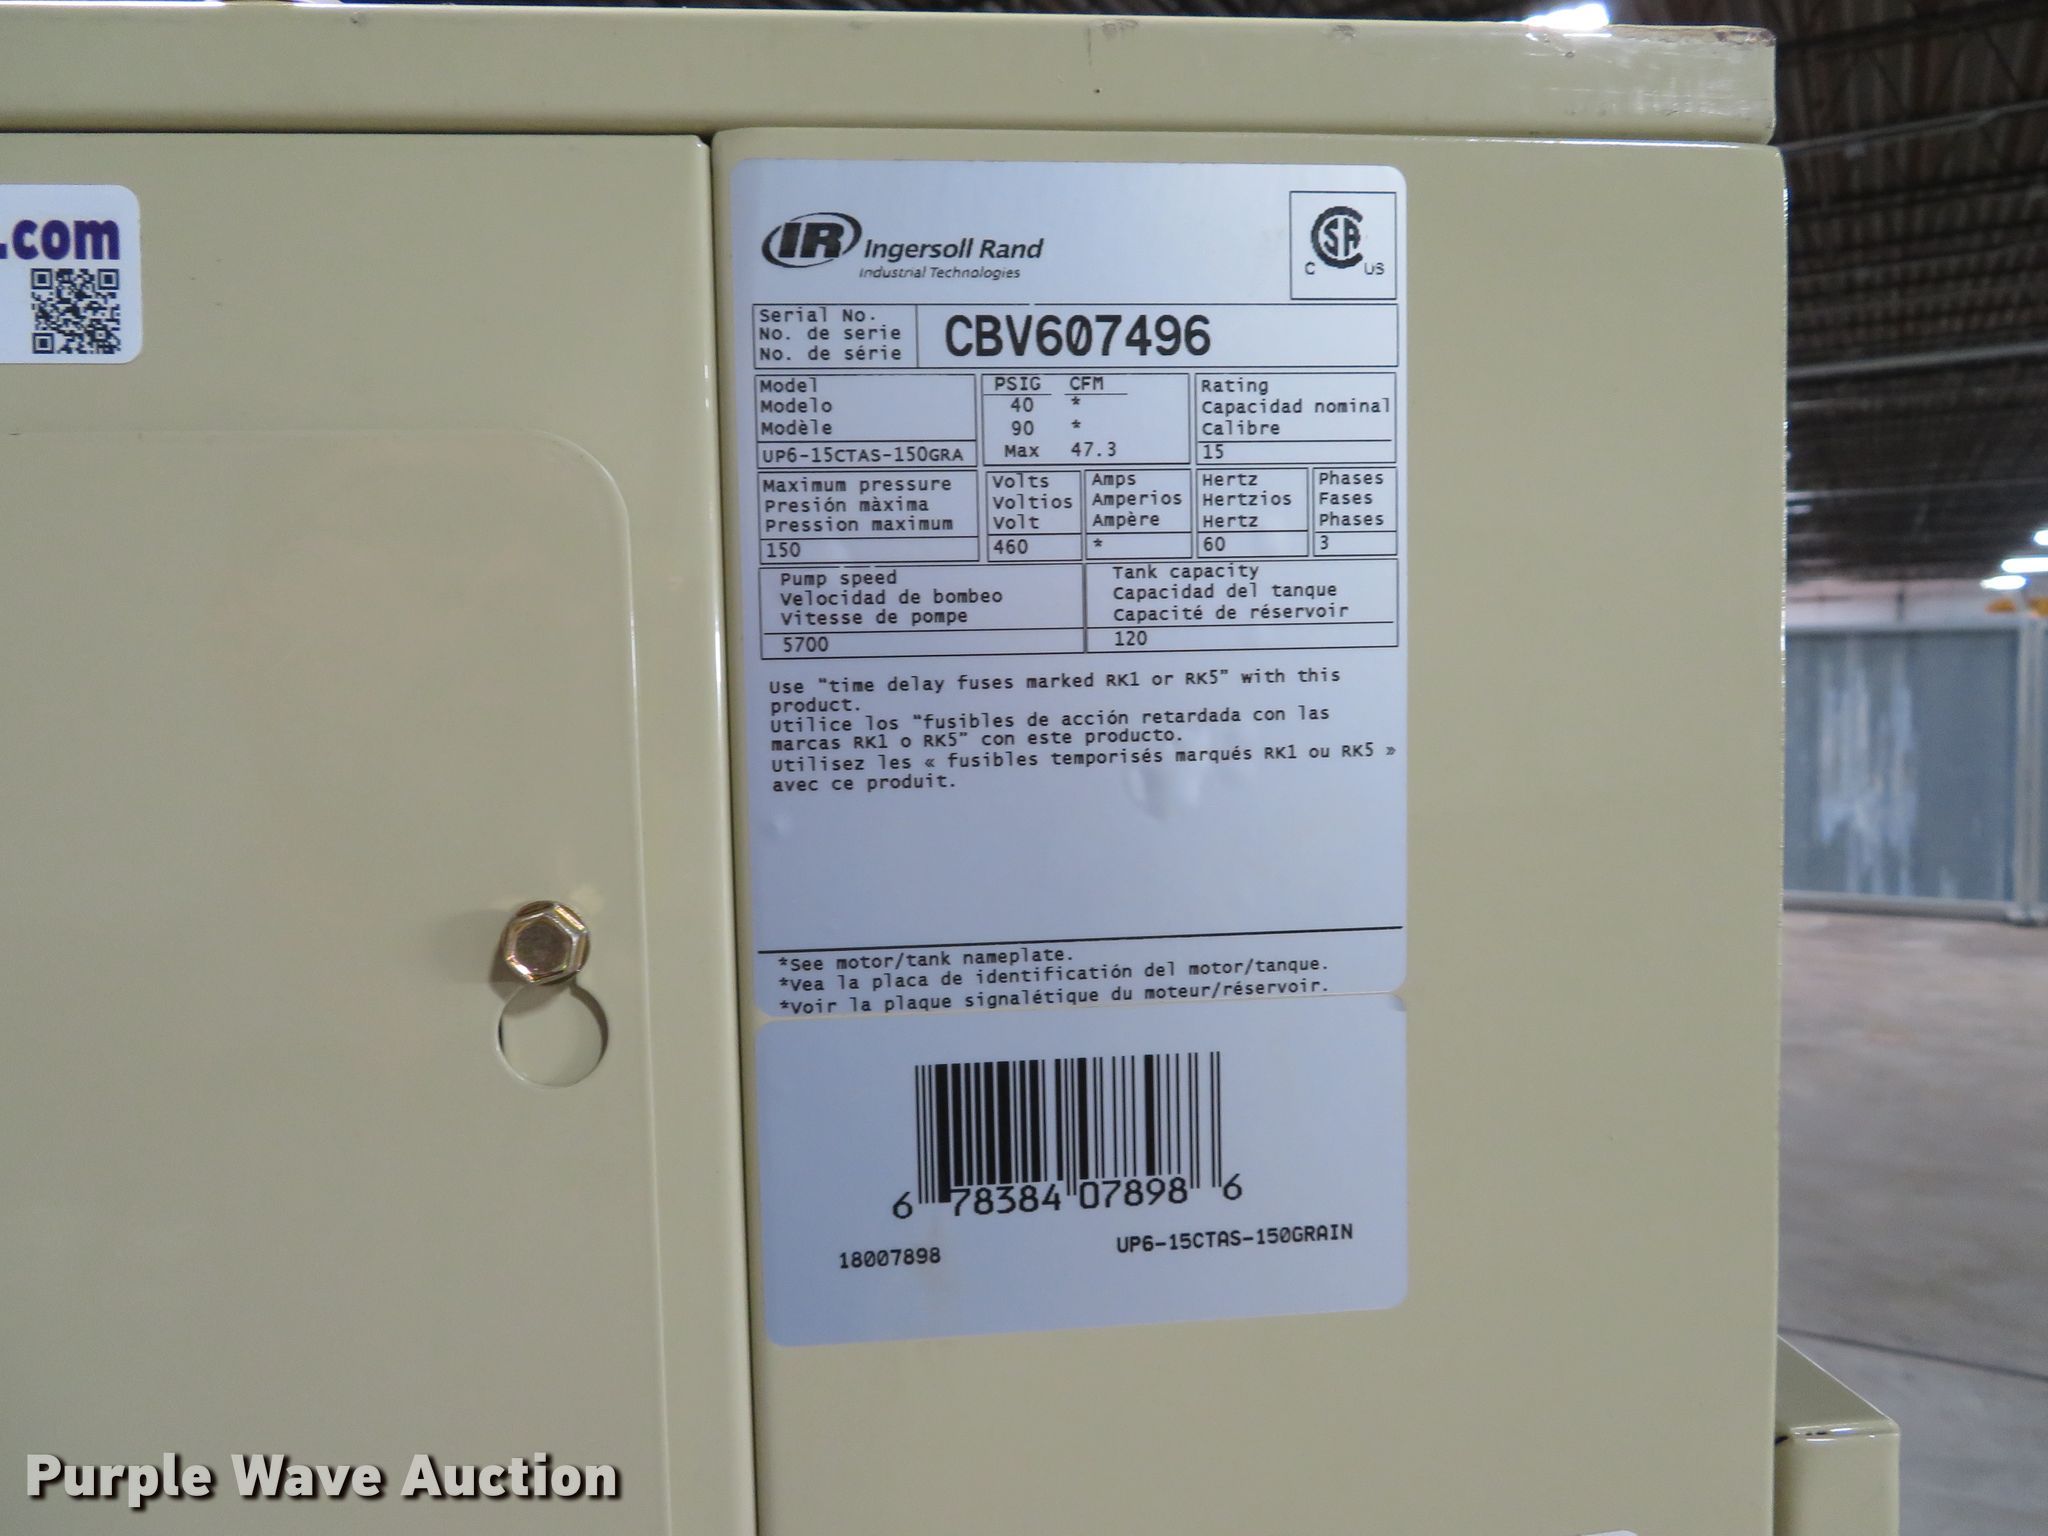 .com
IR Ingersoll Rand
Industrial Technologies
C SA US
Serial No.
No. de serie
No. de série
CBV607496
Model
Modelo
Modèle
UP6-15CTAS-150GRA
PSIG CFM
40 *
90 *
Max 47.3
Rating
Capacidad nominal
Calibre
15
Maximum pressure
Presión màxima
Pression maximum
150
Volts
Voltios
Volt
460
Amps
Amperios
Ampère
*
Hertz
Hertzios
Hertz
60
Phases
Fases
Phases
3
Pump speed
Velocidad de bombeo
Vitesse de pompe
5700
Tank capacity
Capacidad del tanque
Capacité de réservoir
120
Use "time delay fuses marked RK1 or RK5" with this
product.
Utilice los "fusibles de acción retardada con las
marcas RK1 o RK5" con este producto.
Utilisez les « fusibles temporisés marqués RK1 ou RK5 »
avec ce produit.
*See motor/tank nameplate.
*Vea la placa de identificatión del motor/tanque.
*Voir la plaque signalétique du moteur/réservoir.
6 78384 07898 6
18007898
UP6-15CTAS-150GRAIN
Purple Wave Auction